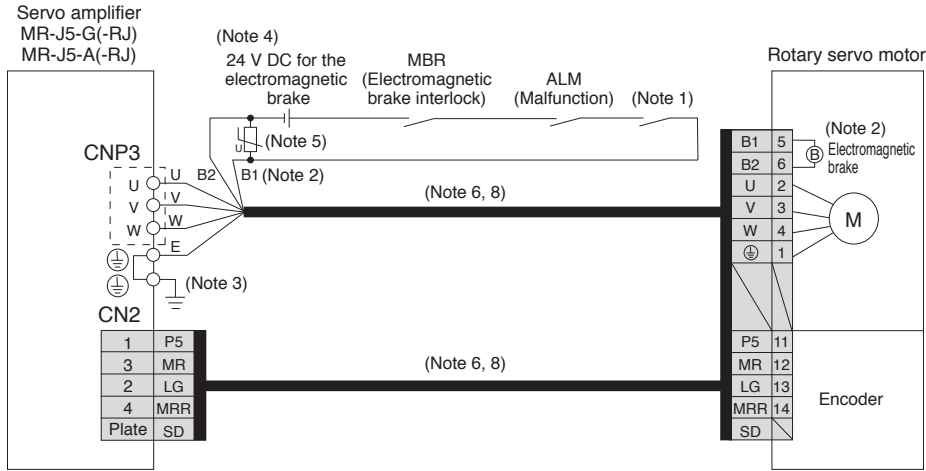 Servo amplifier
MR-J5-G(-RJ)
MR-J5-A(-RJ)
(Note 4)
24 V DC for the
electromagnetic
brake
MBR
(Electromagnetic
brake interlock)
ALM
(Malfunction)
(Note 1)
Rotary servo motor
U
(Note 5)
CNP3
U
V
W
U
V
W
E
B2
B1 (Note 2)
(Note 6, 8)
(Note 3)
B1 5
B2 6
U 2
V 3
W 4
1
(Note 2)
B
Electromagnetic
brake
M
CN2
1 P5
3 MR
2 LG
4 MRR
Plate SD
(Note 6, 8)
P5 11
MR 12
LG 13
MRR 14
SD
Encoder